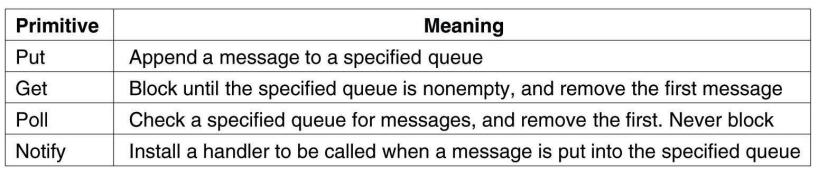 Primitive Meaning
Put Append a message to a specified queue
Get Block until the specified queue is nonempty, and remove the first message
Poll Check a specified queue for messages, and remove the first. Never block
Notify Install a handler to be called when a message is put into the specified queue